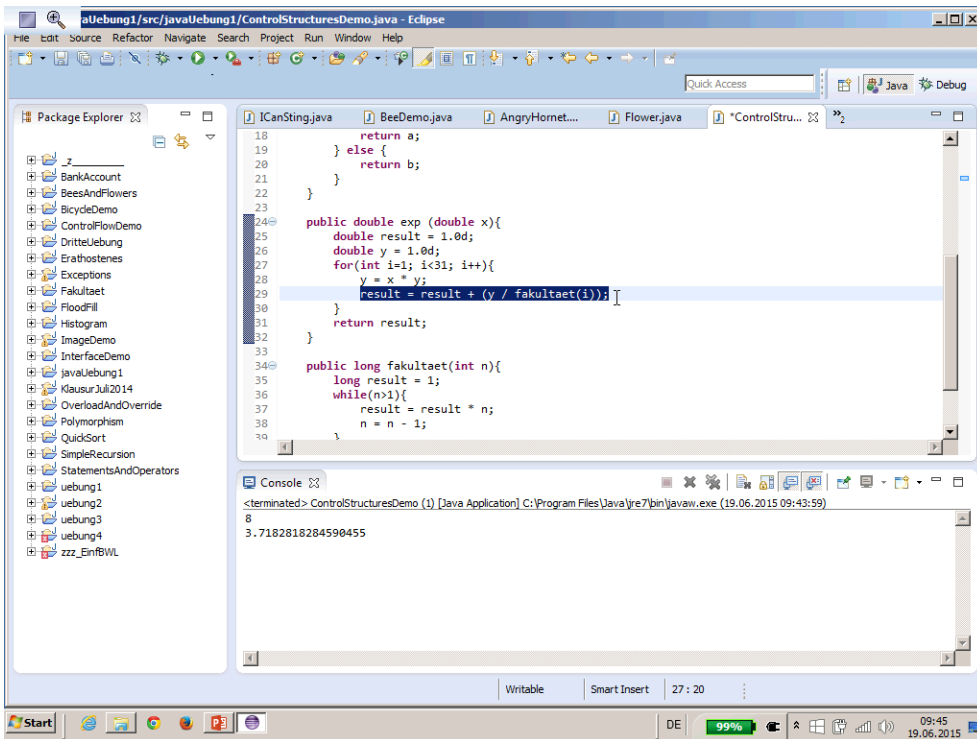 aUebung1/src/javaUebung1/ControlStructuresDemo.java - Eclipse
File Edit Source Refactor Navigate Search Project Run Window Help
Quick Access
Java
Debug
Package Explorer
ICanSting.java
BeeDemo.java
AngryHornet....
Flower.java
*ControlStru...
»2
_z_________
BankAccount
BeesAndFlowers
BicycleDemo
ControlFlowDemo
DritteUebung
Erathostenes
Exceptions
Fakultaet
FloodFill
Histogram
ImageDemo
InterfaceDemo
javaUebung1
KlausurJuli2014
OverloadAndOverride
Polymorphism
QuickSort
SimpleRecursion
StatementsAndOperators
uebung1
uebung2
uebung3
uebung4
zzz_EinfBWL
18 return a;
19 } else {
20 return b;
21 }
22 }
23
24 public double exp (double x){
25 double result = 1.0d;
26 double y = 1.0d;
27 for(int i=1; i<31; i++){
28 y = x * y;
29 result = result + (y / fakultaet(i));
30 }
31 return result;
32 }
33
34 public long fakultaet(int n){
35 long result = 1;
36 while(n>1){
37 result = result * n;
38 n = n - 1;
39 }
Console
<terminated> ControlStructuresDemo (1) [Java Application] C:\Program Files\Java\jre7\bin\javaw.exe (19.06.2015 09:43:59)
8
3.7182818284590455
Writable
Smart Insert
27 : 20
Start
DE
99%
09:45
19.06.2015